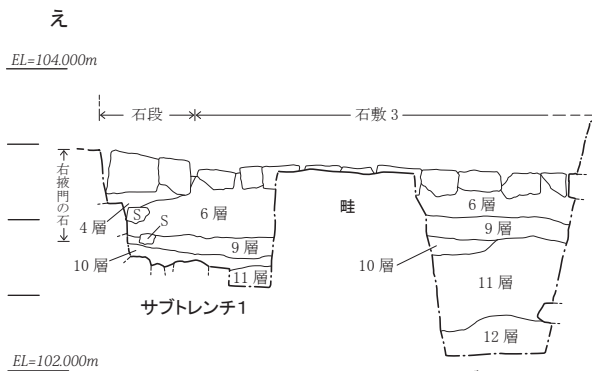 え
EL=104.000m
石段
石敷 3
右掖門の石
S
S
4 層
6 層
9 層
10 層
11 層
畦
6 層
9 層
10 層
11 層
12 層
サブトレンチ1
EL=102.000m